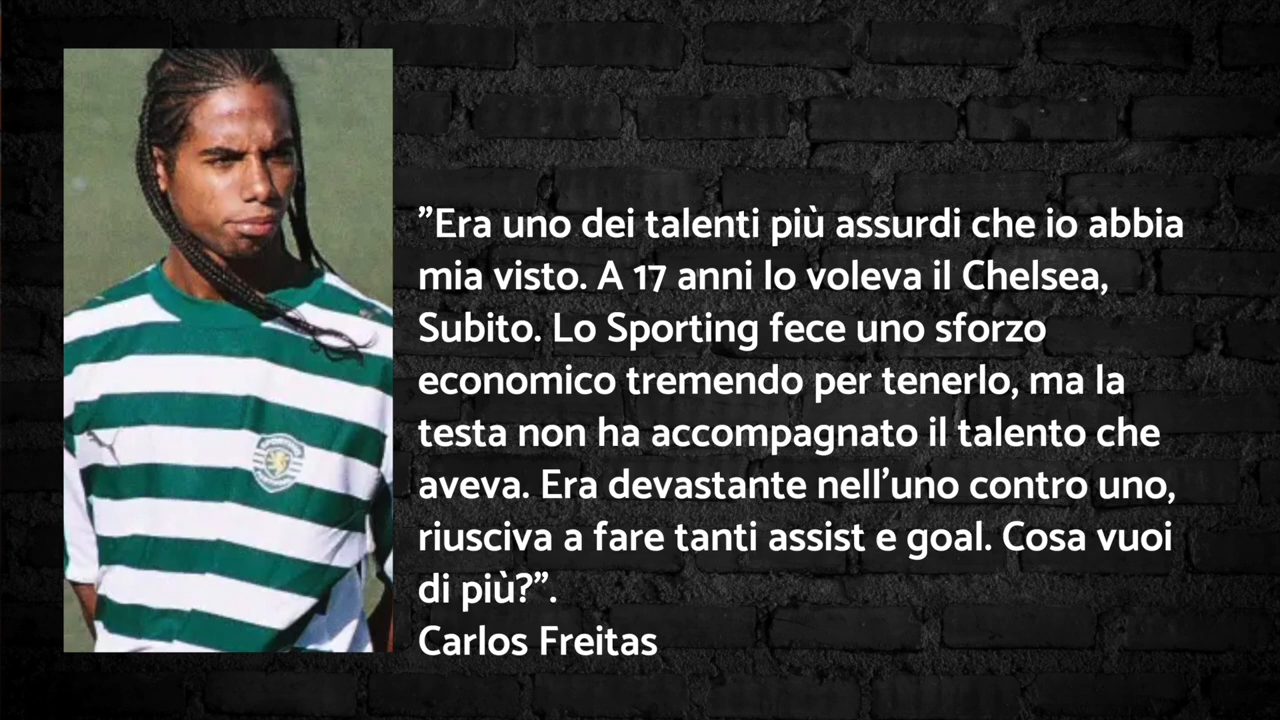 ”Era uno dei talenti più assurdi che io abbia
mia visto. A 17 anni lo voleva il Chelsea,
Subito. Lo Sporting fece uno sforzo
economico tremendo per tenerlo, ma la
testa non ha accompagnato il talento che
aveva. Era devastante nell’uno contro uno,
riusciva a fare tanti assist e goal. Cosa vuoi
di più?”.
Carlos Freitas
SPORTING
PORTUGAL